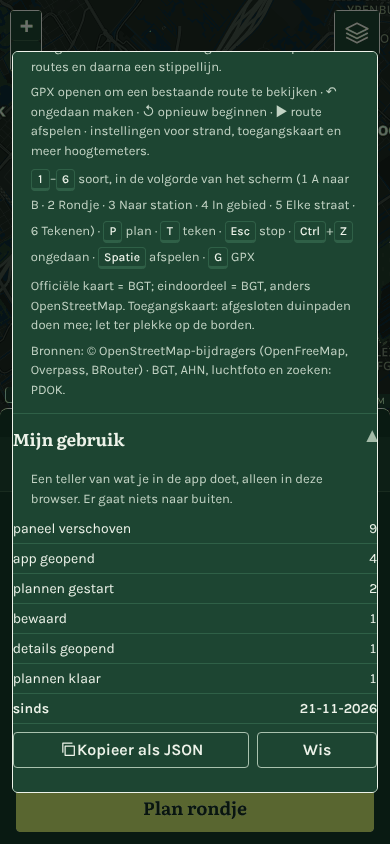 routes en daarna een stippellijn.
GPX openen om een bestaande route te bekijken · ↶
ongedaan maken · ↺ opnieuw beginnen · ▶ route
afspelen · instellingen voor strand, toegangskaart en
meer hoogtemeters.
1 – 6 soort, in de volgorde van het scherm (1 A naar
B · 2 Rondje · 3 Naar station · 4 In gebied · 5 Elke straat ·
6 Tekenen) · P plan · T teken · Esc stop · Ctrl + Z
ongedaan · Spatie afspelen · G GPX
Officiële kaart = BGT; eindoordeel = BGT, anders
OpenStreetMap. Toegangskaart: afgesloten duinpaden
doen mee; let ter plekke op de borden.
Bronnen: © OpenStreetMap-bijdragers (OpenFreeMap,
Overpass, BRouter) · BGT, AHN, luchtfoto en zoeken:
PDOK.
Mijn gebruik
Een teller van wat je in de app doet, alleen in deze
browser. Er gaat niets naar buiten.
paneel verschoven 9
app geopend 4
plannen gestart 2
bewaard 1
details geopend 1
plannen klaar 1
sinds 21-11-2026
Kopieer als JSON Wis
Plan rondje